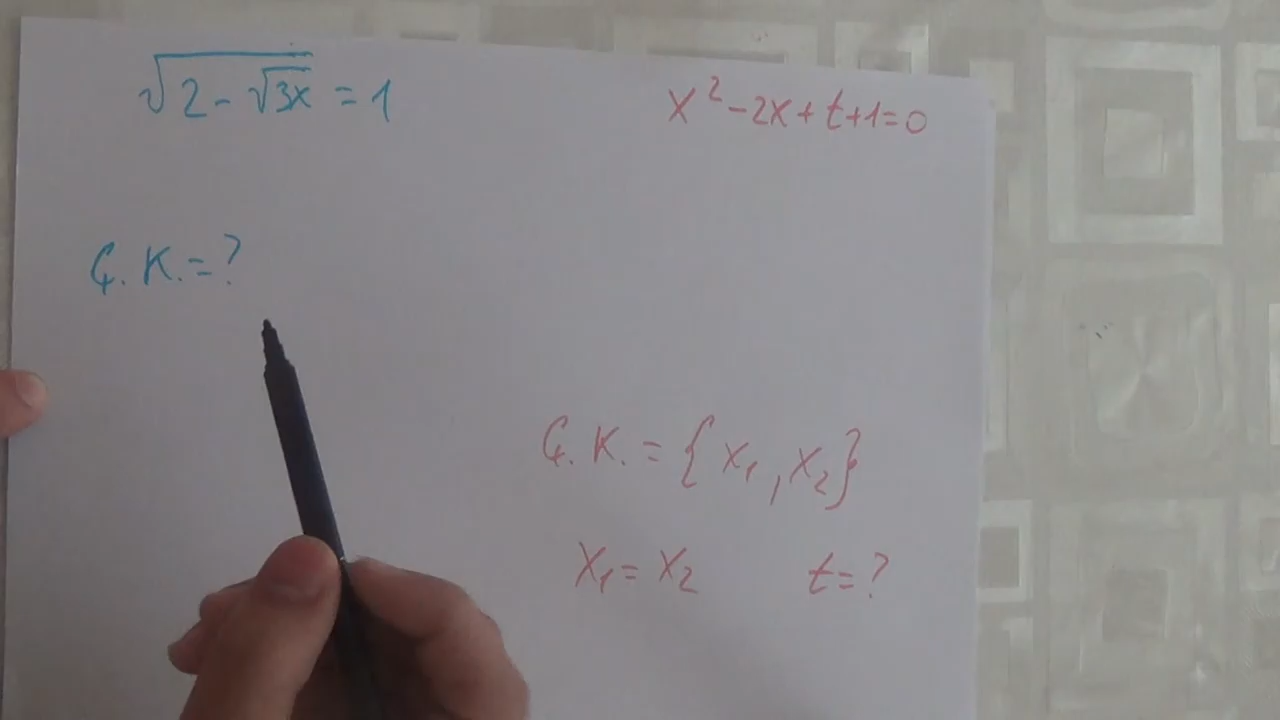 √(2-√(3x)) = 1
x²-2x+t+1=0
Ç.K.=?
Ç.K. = {x₁, x₂}
x₁=x₂ t=?